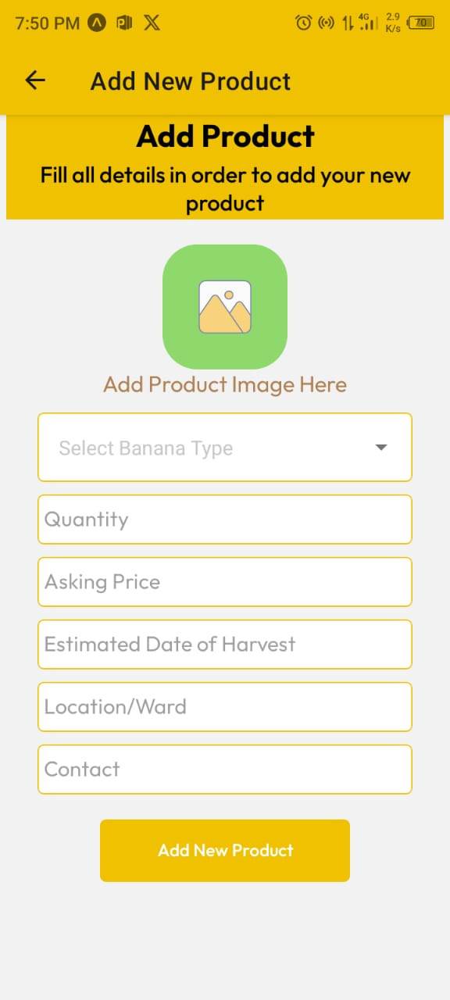 7:50 PM
4G 2.9 K/s 70
Add New Product
Add Product
Fill all details in order to add your new
product
Add Product Image Here
Select Banana Type
Quantity
Asking Price
Estimated Date of Harvest
Location/Ward
Contact
Add New Product